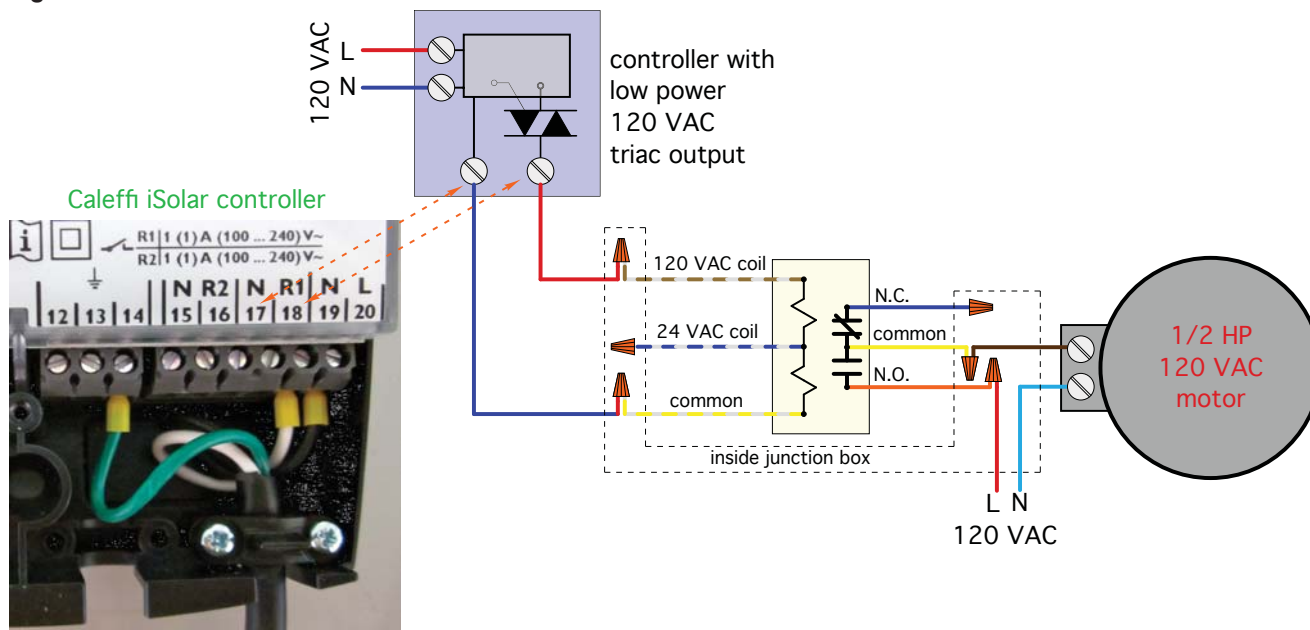 120 VAC
L
N
controller with
low power
120 VAC
triac output
Caleffi iSolar controller
i
R1 1 (1) A (100 ... 240) V~
R2 1 (1) A (100 ... 240) V~
N R2 N R1 N L
12 13 14 15 16 17 18 19 20
120 VAC coil
24 VAC coil
common
N.C.
common
N.O.
inside junction box
1/2 HP
120 VAC
motor
L N
120 VAC